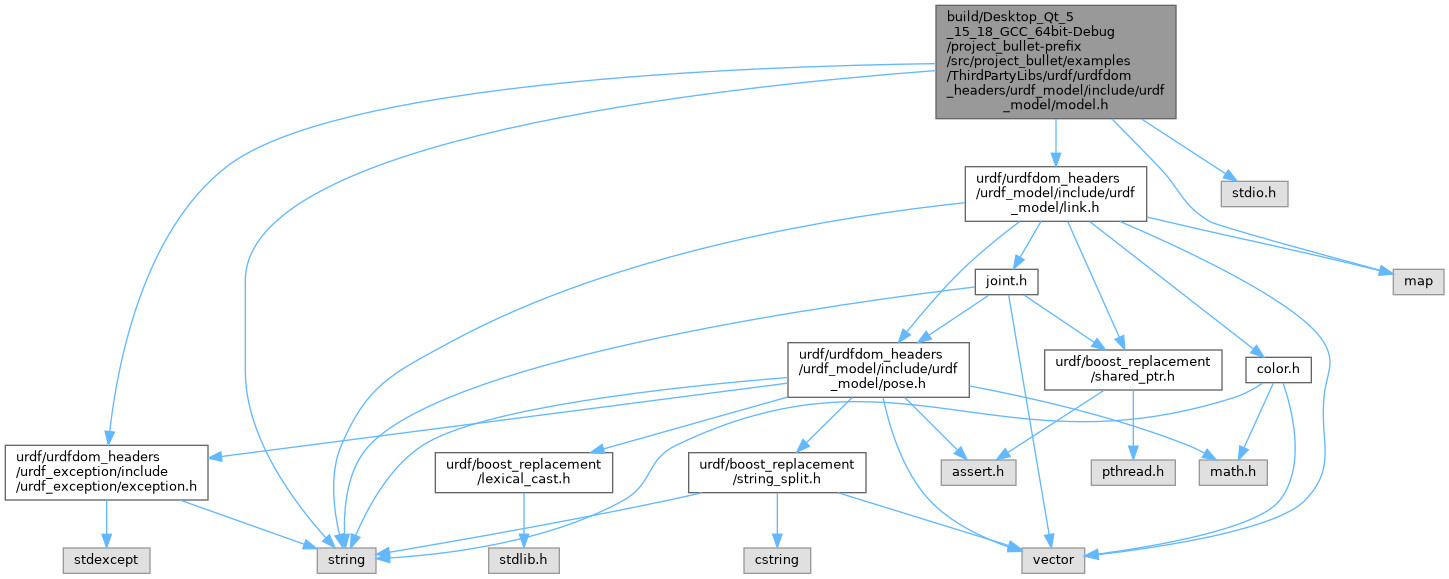 build/Desktop_Qt_5
_15_18_GCC_64bit-Debug
/project_bullet-prefix
/src/project_bullet/examples
/ThirdPartyLibs/urdf/urdfdom
_headers/urdf_model/include/urdf
_model/model.h
urdf/urdfdom_headers
/urdf_model/include/urdf
_model/link.h
stdio.h
joint.h
map
urdf/urdfdom_headers
/urdf_model/include/urdf
_model/pose.h
urdf/boost_replacement
/shared_ptr.h
color.h
urdf/urdfdom_headers
/urdf_exception/include
/urdf_exception/exception.h
urdf/boost_replacement
/lexical_cast.h
urdf/boost_replacement
/string_split.h
assert.h
pthread.h
math.h
stdexcept
string
stdlib.h
cstring
vector